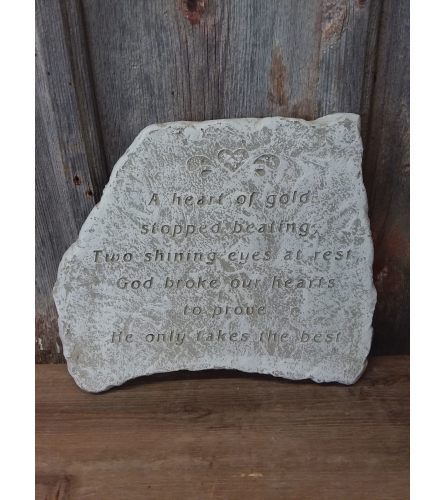 A heart of gold
stopped beating,
Two shining eyes at rest
God broke our hearts
to prove
He only takes the best